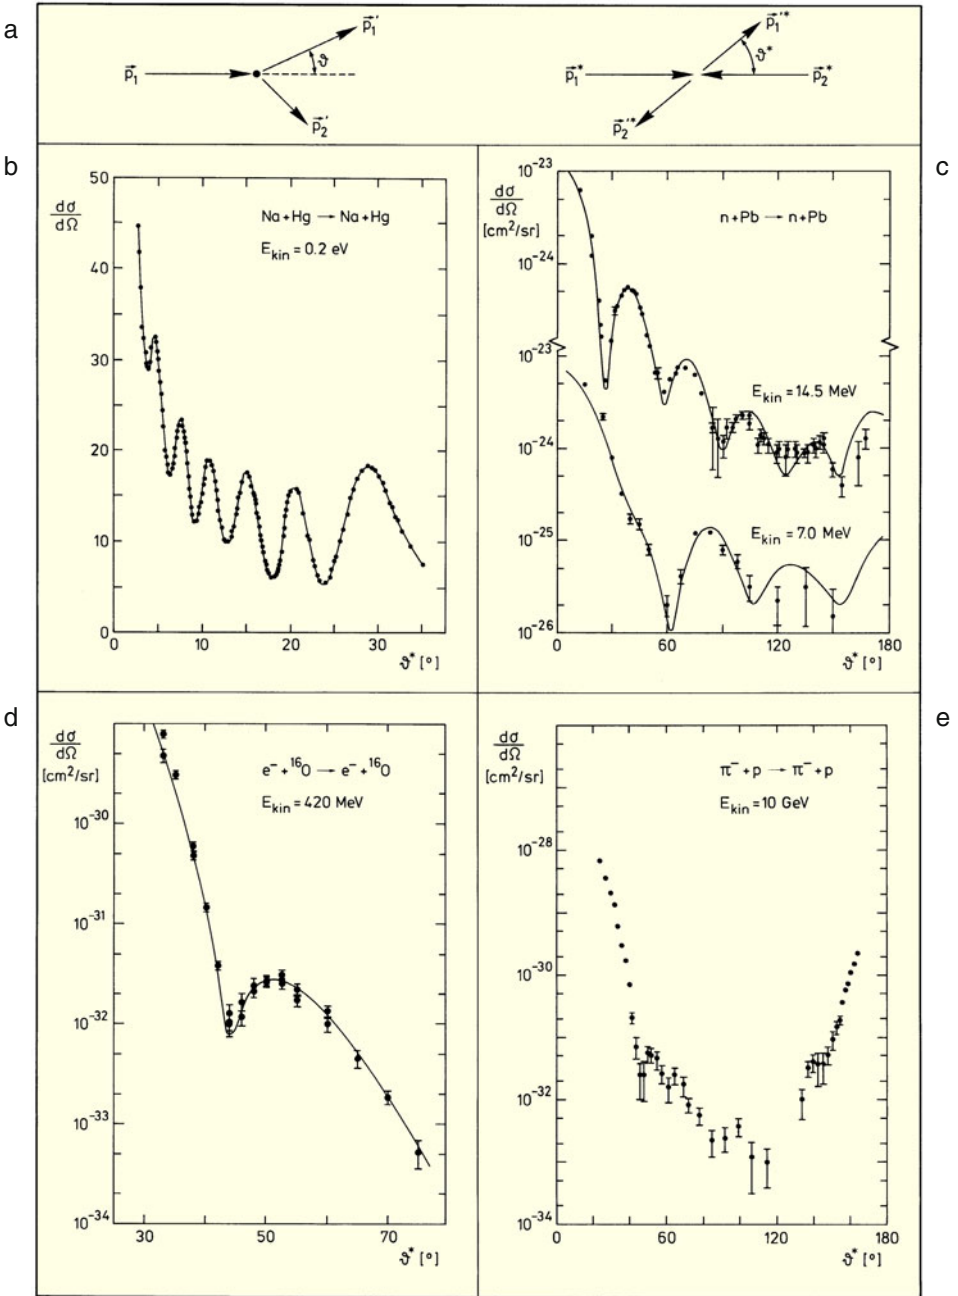 a
p⃗₁
p⃗₁′
ϑ
p⃗₂′
p⃗₁*
p⃗₁′*
ϑ*
p⃗₂*
p⃗₂′*
b
dσ/dΩ
Na+Hg → Na+Hg
E_kin = 0.2 eV
50
40
30
20
10
0
0 10 20 30
ϑ* [°]
c
dσ/dΩ
[cm²/sr]
n+Pb → n+Pb
10⁻²³
10⁻²⁴
10⁻²³
E_kin = 14.5 MeV
10⁻²⁴
E_kin = 7.0 MeV
10⁻²⁵
10⁻²⁶
0 60 120 180
ϑ* [°]
d
dσ/dΩ
[cm²/sr]
e⁻+¹⁶O → e⁻+¹⁶O
E_kin = 420 MeV
10⁻³⁰
10⁻³¹
10⁻³²
10⁻³³
10⁻³⁴
30 50 70
ϑ* [°]
e
dσ/dΩ
[cm²/sr]
π⁻+p → π⁻+p
E_kin = 10 GeV
10⁻²⁸
10⁻³⁰
10⁻³²
10⁻³⁴
0 60 120 180
ϑ* [°]